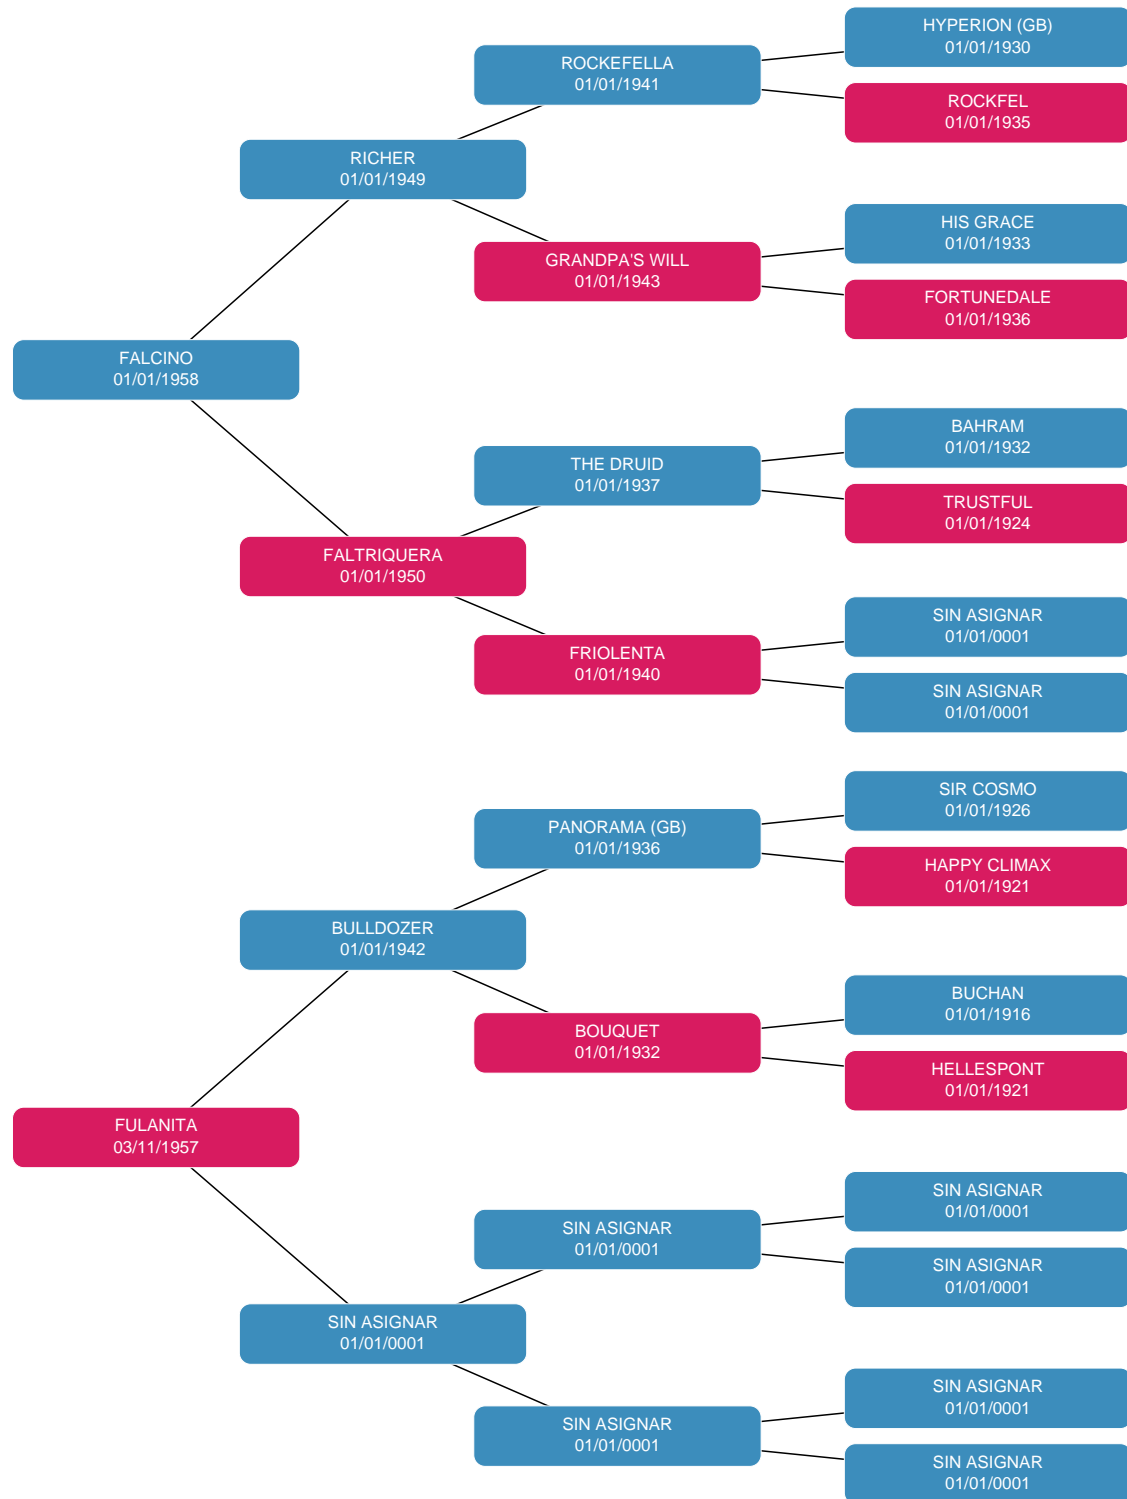 HYPERION (GB)
01/01/1930
ROCKEFELLA
01/01/1941
ROCKFEL
01/01/1935
RICHER
01/01/1949
HIS GRACE
01/01/1933
GRANDPA'S WILL
01/01/1943
FORTUNEDALE
01/01/1936
FALCINO
01/01/1958
BAHRAM
01/01/1932
THE DRUID
01/01/1937
TRUSTFUL
01/01/1924
FALTRIQUERA
01/01/1950
SIN ASIGNAR
01/01/0001
FRIOLENTA
01/01/1940
SIN ASIGNAR
01/01/0001
SIR COSMO
01/01/1926
PANORAMA (GB)
01/01/1936
HAPPY CLIMAX
01/01/1921
BULLDOZER
01/01/1942
BUCHAN
01/01/1916
BOUQUET
01/01/1932
HELLESPONT
01/01/1921
FULANITA
03/11/1957
SIN ASIGNAR
01/01/0001
SIN ASIGNAR
01/01/0001
SIN ASIGNAR
01/01/0001
SIN ASIGNAR
01/01/0001
SIN ASIGNAR
01/01/0001
SIN ASIGNAR
01/01/0001
SIN ASIGNAR
01/01/0001